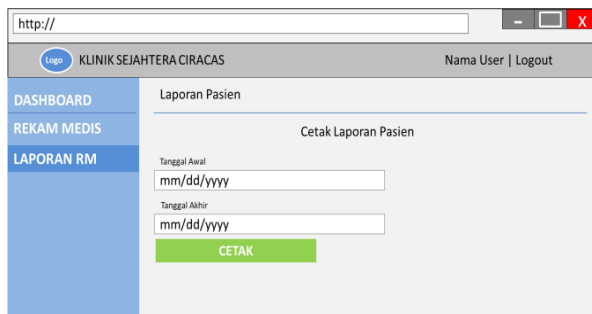 http://
X
Logo KLINIK SEJAHTERA CIRACAS Nama User | Logout
DASHBOARD
REKAM MEDIS
LAPORAN RM
Laporan Pasien
Cetak Laporan Pasien
Tanggal Awal
mm/dd/yyyy
Tanggal Akhir
mm/dd/yyyy
CETAK